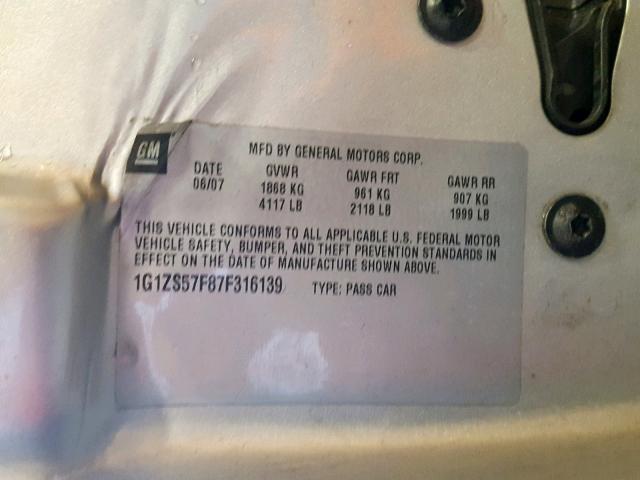 GM
MFD BY GENERAL MOTORS CORP.
DATE GVWR GAWR FRT GAWR RR
06/07 1868 KG 961 KG 907 KG
4117 LB 2118 LB 1999 LB
THIS VEHICLE CONFORMS TO ALL APPLICABLE U.S. FEDERAL MOTOR
VEHICLE SAFETY, BUMPER, AND THEFT PREVENTION STANDARDS IN
EFFECT ON THE DATE OF MANUFACTURE SHOWN ABOVE.
1G1ZS57F87F316139 TYPE: PASS CAR